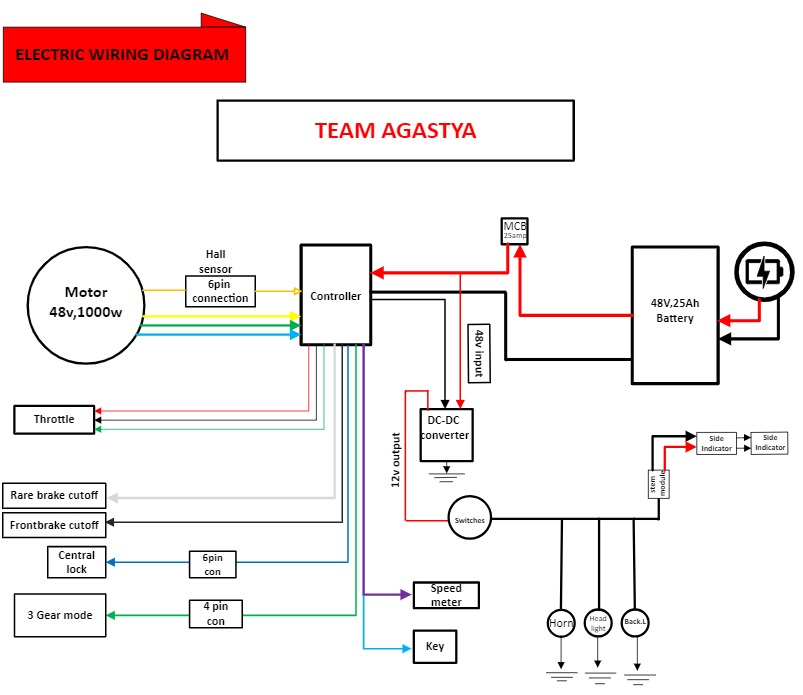 ELECTRIC WIRING DIAGRAM
TEAM AGASTYA
MCB
25amp
Hall
sensor
6pin
connection
Motor
48v,1000w
Controller
48V,25Ah
Battery
48v input
Throttle
DC-DC
converter
12v output
Side
Indicator
Side
Indicator
stem
module
Rare brake cutoff
Frontbrake cutoff
Switches
Central
lock
6pin
con
Speed
meter
3 Gear mode
4 pin
con
Key
Horn
Head
light
Back.L